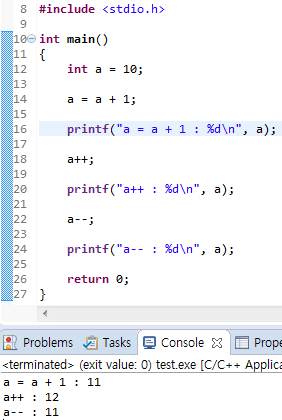 8 #include <stdio.h>
9
10 int main()
11 {
12 int a = 10;
13
14 a = a + 1;
15
16 printf("a = a + 1 : %d\n", a);
17
18 a++;
19
20 printf("a++ : %d\n", a);
21
22 a--;
23
24 printf("a-- : %d\n", a);
25
26 return 0;
27 }
Problems Tasks Console Prope
<terminated> (exit value: 0) test.exe [C/C++ Applica
a = a + 1 : 11
a++ : 12
a-- : 11